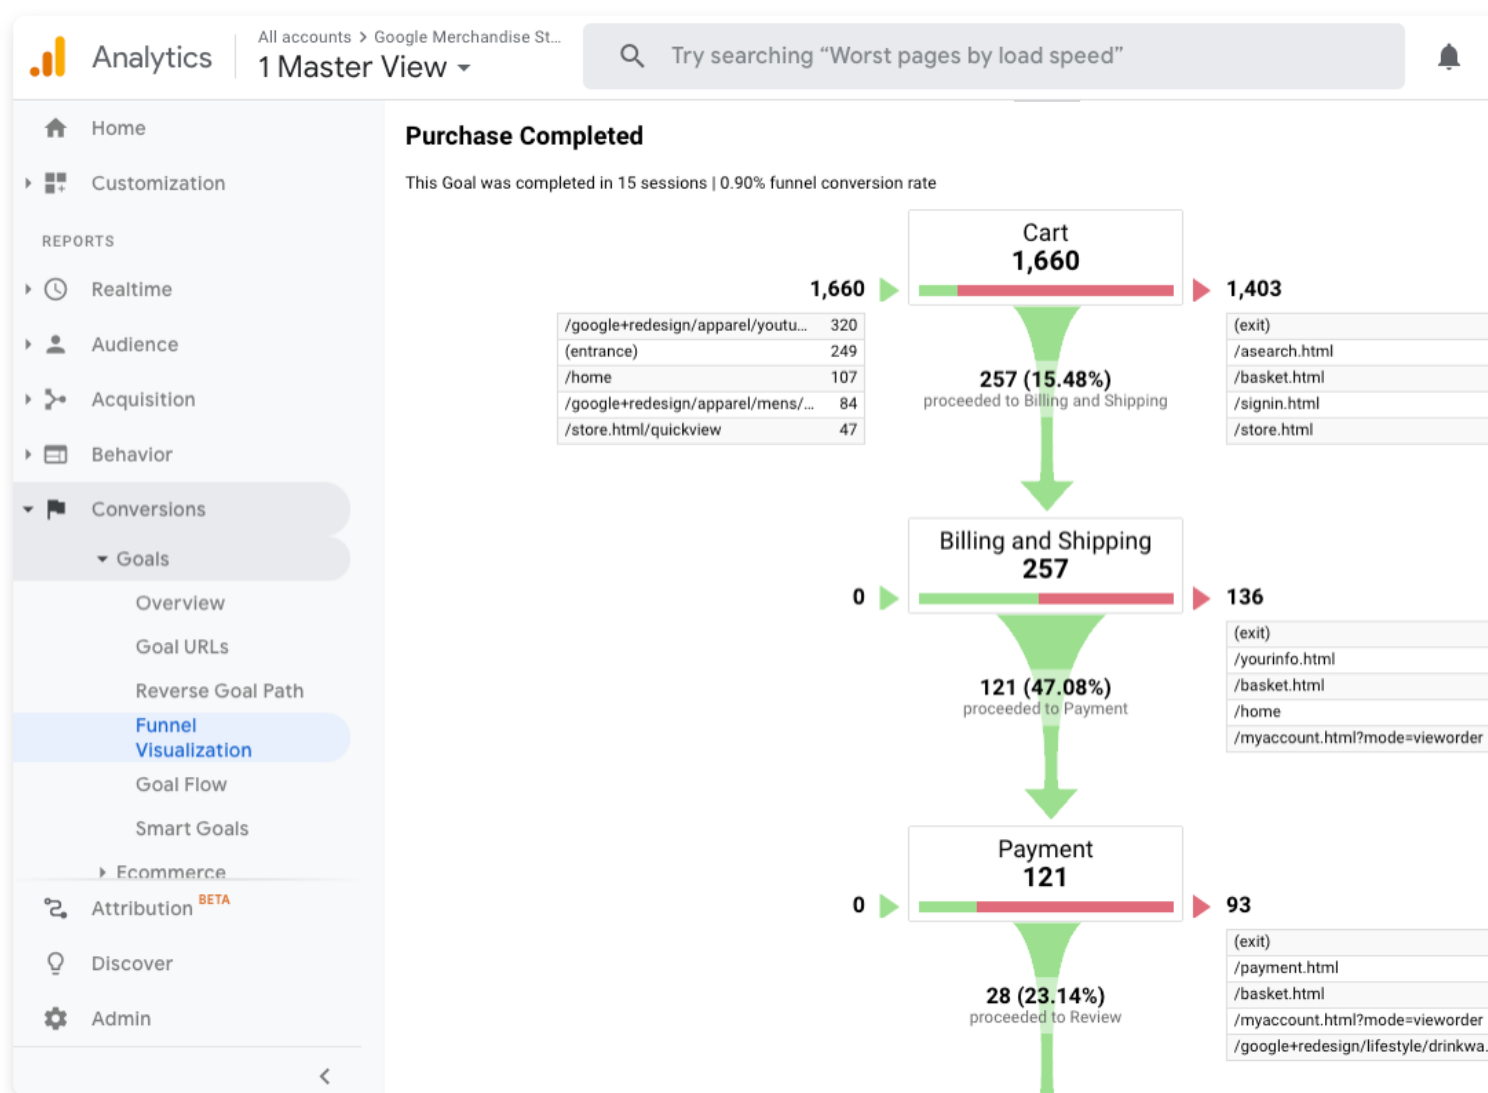 Analytics
All accounts > Google Merchandise St...
1 Master View
Try searching “Worst pages by load speed”
Home
Customization
REPORTS
Realtime
Audience
Acquisition
Behavior
Conversions
Goals
Overview
Goal URLs
Reverse Goal Path
Funnel
Visualization
Goal Flow
Smart Goals
Ecommerce
Attribution BETA
Discover
Admin
Purchase Completed
This Goal was completed in 15 sessions | 0.90% funnel conversion rate
Cart
1,660
1,660
/google+redesign/apparel/youtu... 320
(entrance) 249
/home 107
/google+redesign/apparel/mens/... 84
/store.html/quickview 47
1,403
(exit)
/asearch.html
/basket.html
/signin.html
/store.html
257 (15.48%)
proceeded to Billing and Shipping
Billing and Shipping
257
0
136
(exit)
/yourinfo.html
/basket.html
/home
/myaccount.html?mode=vieworder
121 (47.08%)
proceeded to Payment
Payment
121
0
93
(exit)
/payment.html
/basket.html
/myaccount.html?mode=vieworder
/google+redesign/lifestyle/drinkwa.
28 (23.14%)
proceeded to Review